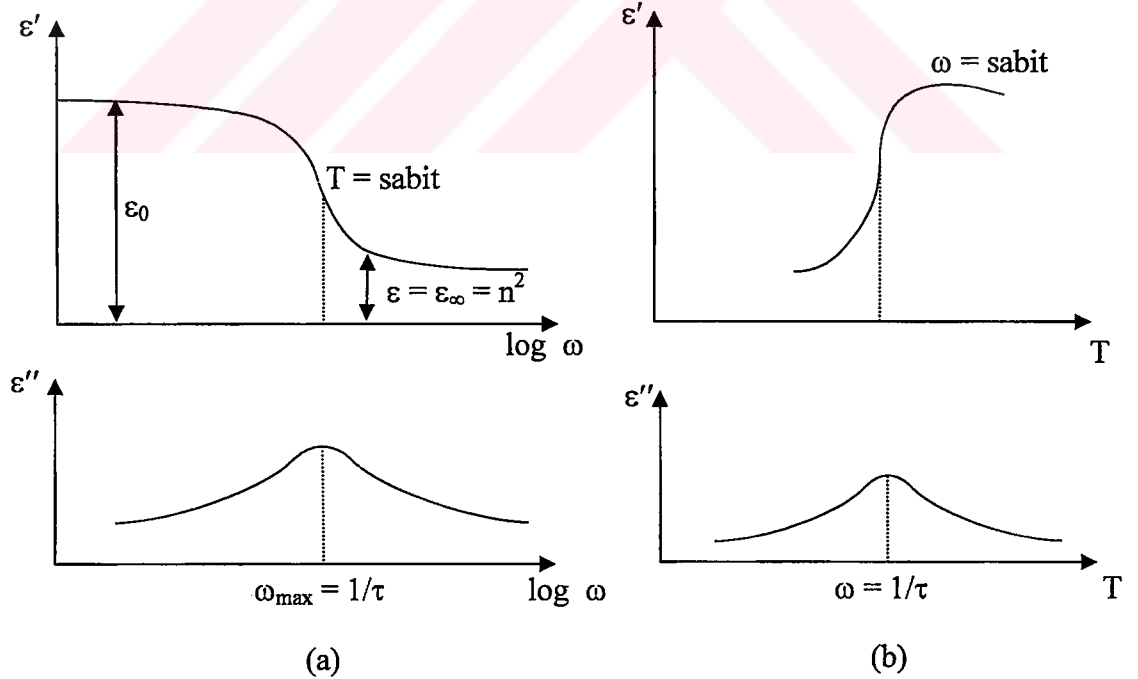 ε′
ε₀
T = sabit
ε = ε∞ = n²
log ω
ε″
ωmax = 1/τ
log ω
(a)
ε′
ω = sabit
T
ε″
ω = 1/τ
T
(b)